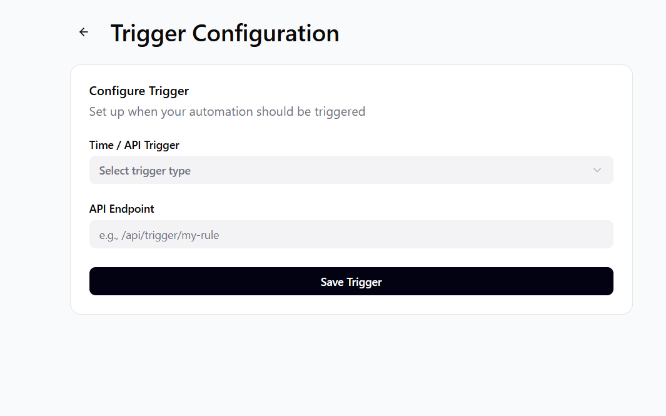 Trigger Configuration
Configure Trigger
Set up when your automation should be triggered
Time / API Trigger
Select trigger type
API Endpoint
e.g., /api/trigger/my-rule
Save Trigger